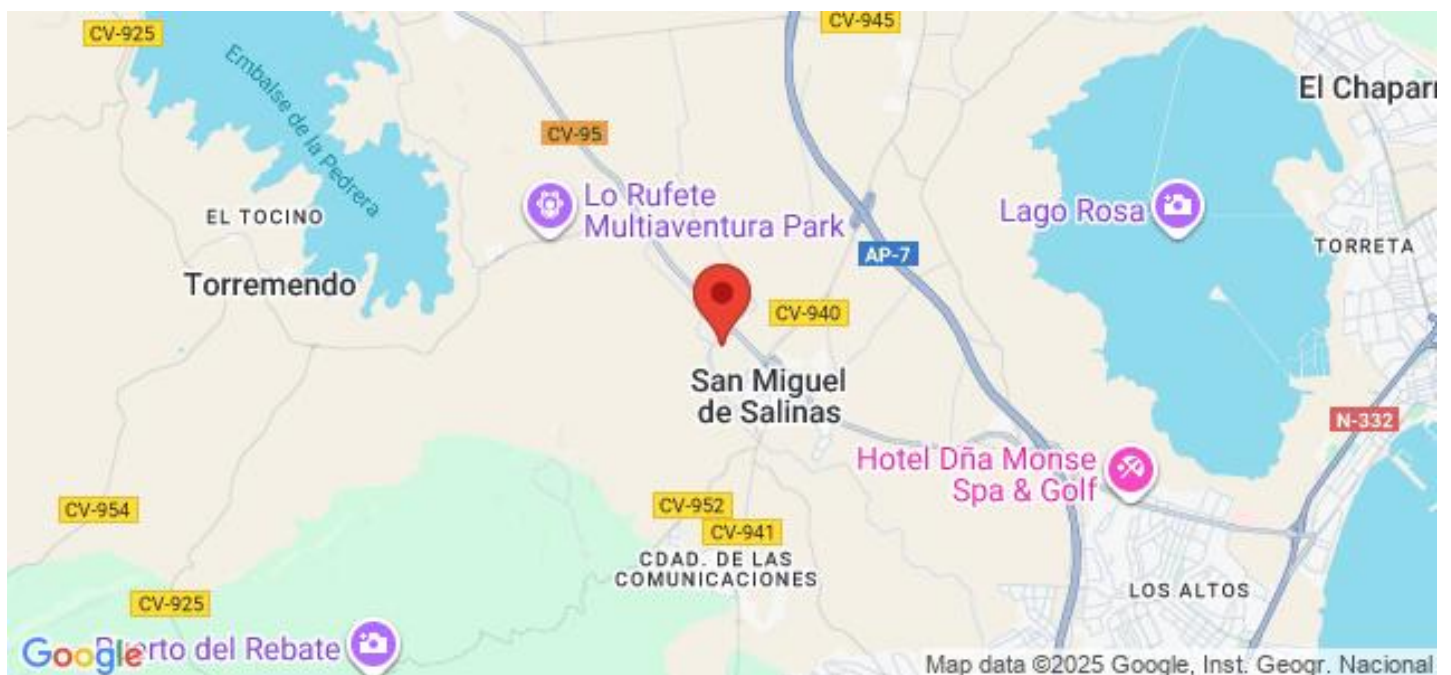 CV-925
CV-945
Embalse de la Pedrera
El Chaparr
CV-95
Lo Rufete
Multiaventura Park
EL TOCINO
Lago Rosa
TORRETA
AP-7
Torremendo
CV-940
San Miguel
de Salinas
N-332
Hotel Dña Monse
Spa & Golf
CV-954
CV-952
CV-941
CDAD. DE LAS
COMUNICACIONES
LOS ALTOS
CV-925
Google
erto del Rebate
Map data ©2025 Google, Inst. Geogr. Nacional